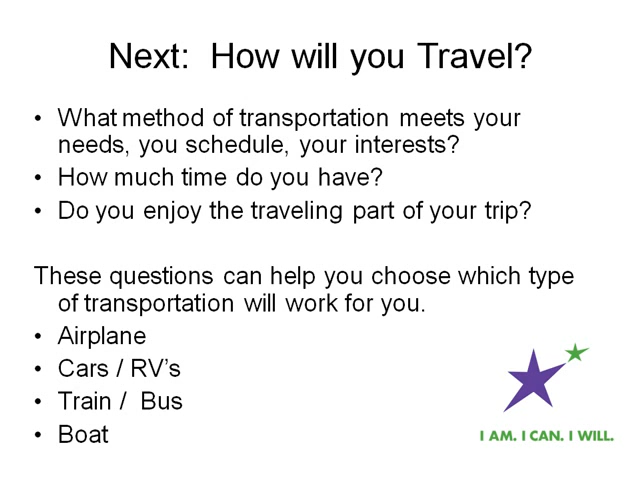 Next:  How will you Travel?
• What method of transportation meets your
needs, you schedule, your interests?
• How much time do you have?
• Do you enjoy the traveling part of your trip?
These questions can help you choose which type
of transportation will work for you.
• Airplane
• Cars / RV's
• Train /  Bus
• Boat
I AM. I CAN. I WILL.